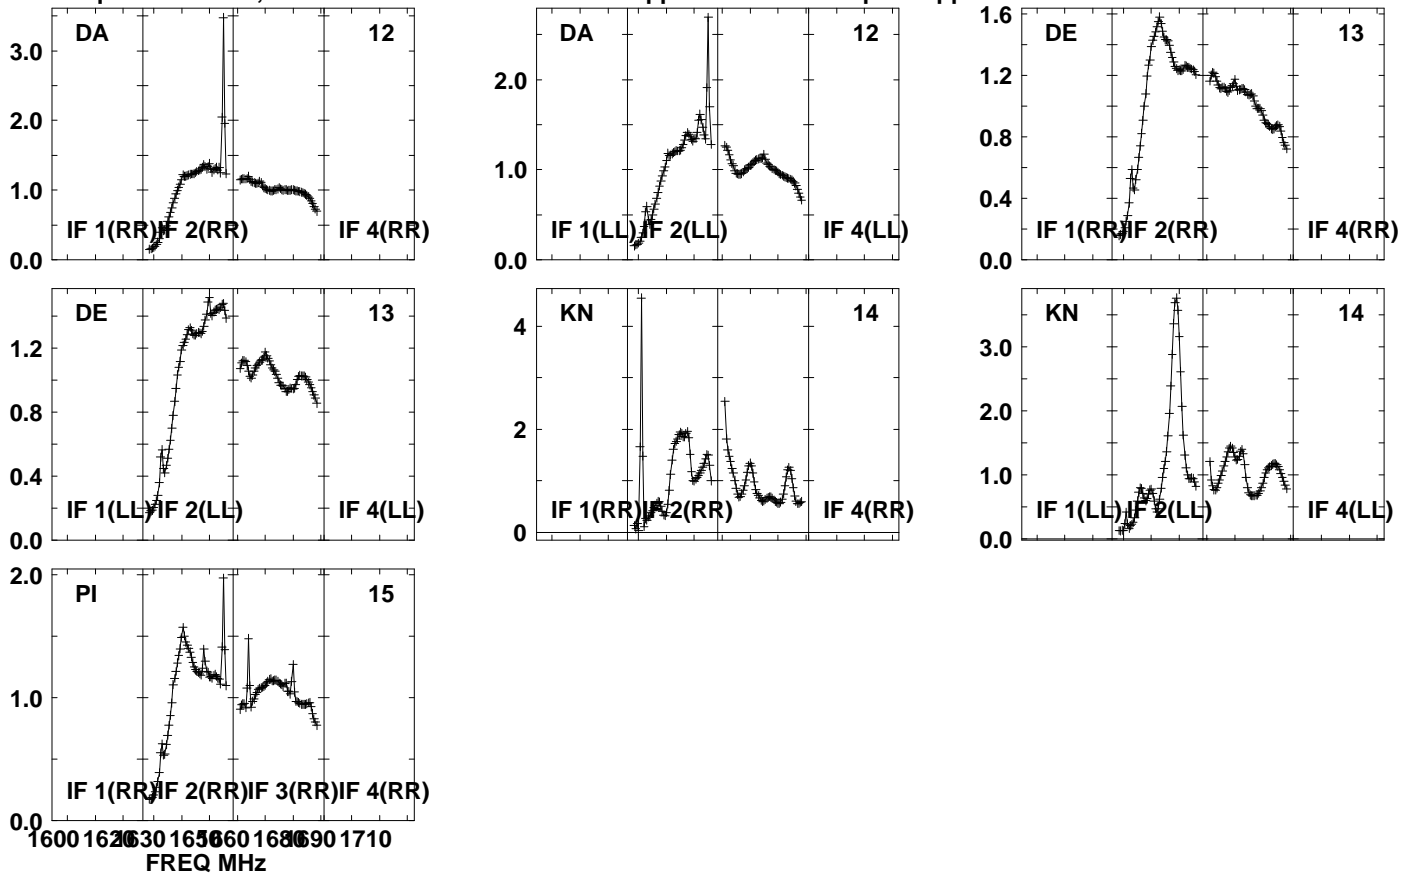 DA 12
3.0
2.0
1.0
0.0
IF 1(RR) IF 2(RR) IF 4(RR)
DA 12
2.0
1.0
0.0
IF 1(LL) IF 2(LL) IF 4(LL)
DE 13
1.6
1.2
0.8
0.4
0.0
IF 1(RR) IF 2(RR) IF 4(RR)
DE 13
1.2
0.8
0.4
0.0
IF 1(LL) IF 2(LL) IF 4(LL)
KN 14
4
2
0
IF 1(RR) IF 2(RR) IF 4(RR)
KN 14
3.0
2.0
1.0
0.0
IF 1(LL) IF 2(LL) IF 4(LL)
PI 15
2.0
1.0
0.0
IF 1(RR) IF 2(RR) IF 3(RR) IF 4(RR)
1600 1620 1630 1650 1660 1680 1690 1710
FREQ MHz